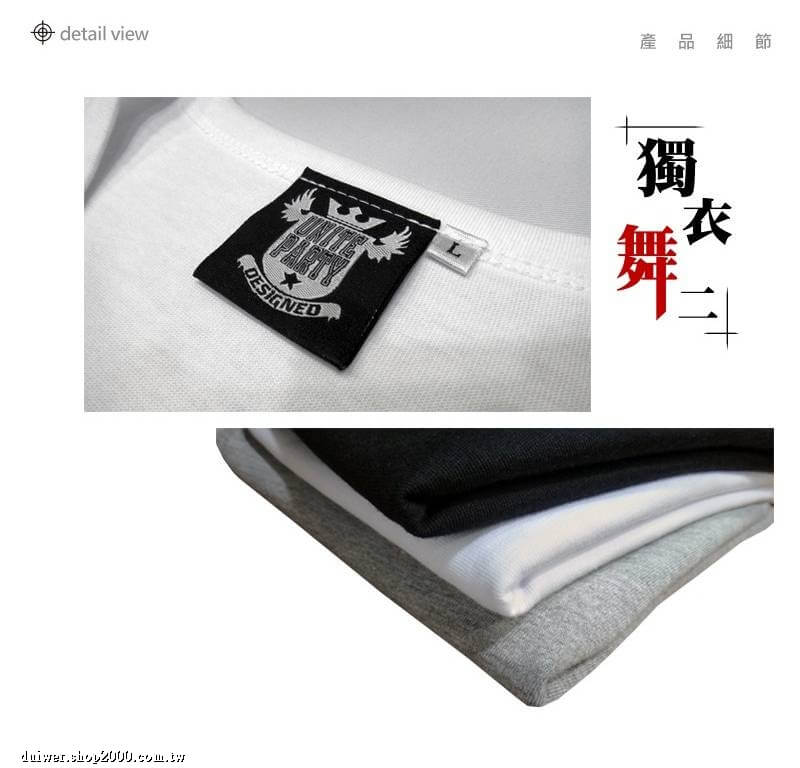 detail view
產品細節
獨衣舞二
UNITE
PARTY
DESIGNED
L
duiwer.shop2000.com.tw